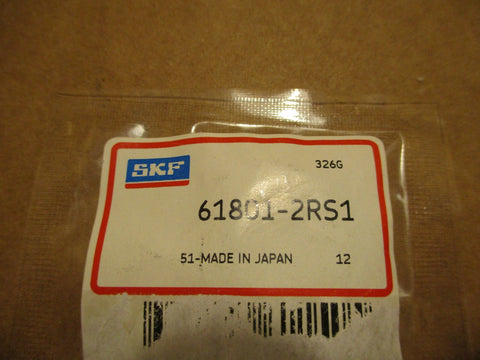 SKF
326G
61801-2RS1
51-MADE IN JAPAN 12